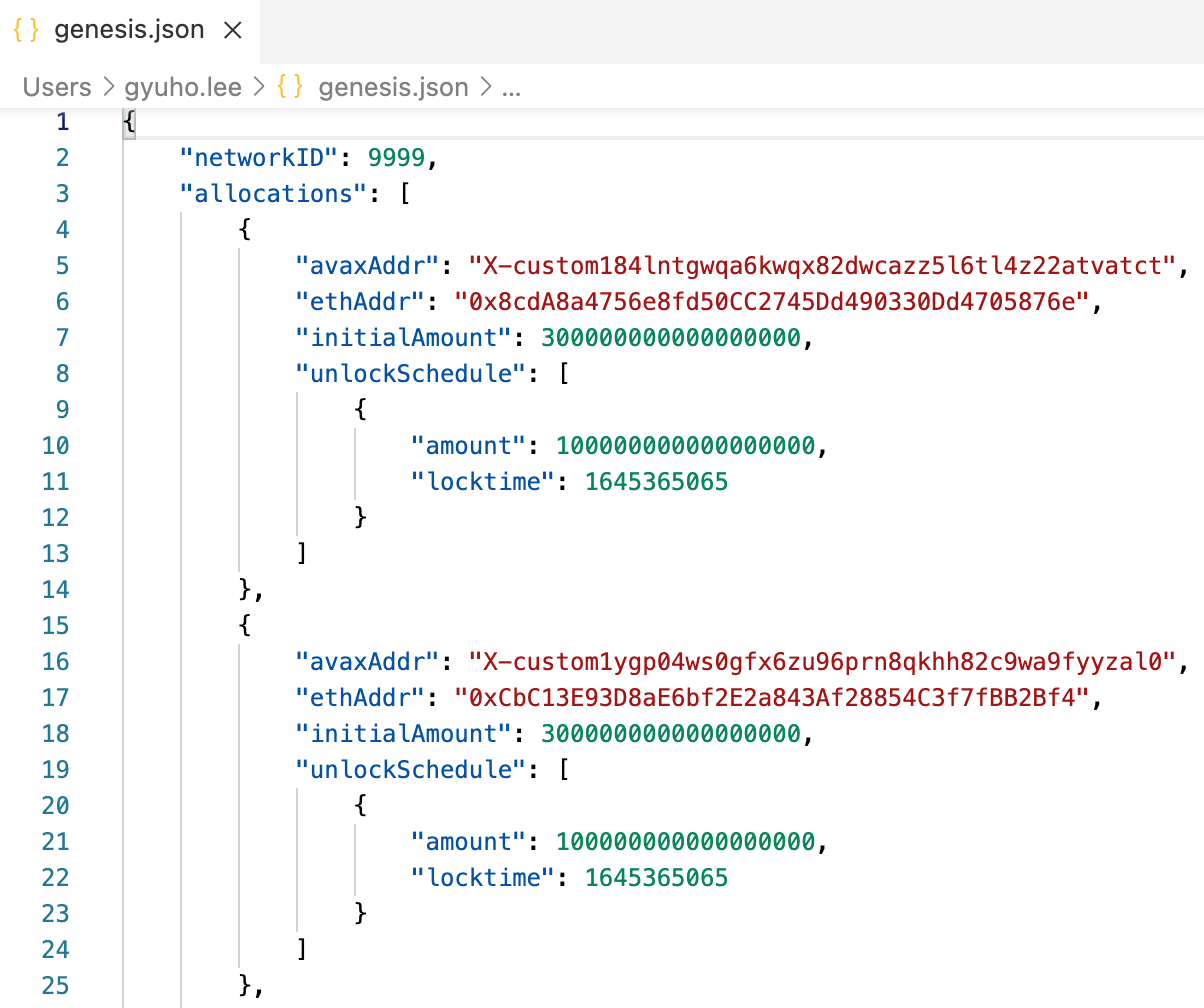 { } genesis.json ×
Users > gyuho.lee > { } genesis.json > ...
1 {
2 "networkID": 9999,
3 "allocations": [
4 {
5 "avaxAddr": "X-custom184lntgwqa6kwqx82dwcazz5l6tl4z22atvatct",
6 "ethAddr": "0x8cdA8a4756e8fd50CC2745Dd490330Dd4705876e",
7 "initialAmount": 300000000000000000,
8 "unlockSchedule": [
9 {
10 "amount": 100000000000000000,
11 "locktime": 1645365065
12 }
13 ]
14 },
15 {
16 "avaxAddr": "X-custom1ygp04ws0gfx6zu96prn8qkhh82c9wa9fyyzal0",
17 "ethAddr": "0xCbC13E93D8aE6bf2E2a843Af28854C3f7fBB2Bf4",
18 "initialAmount": 300000000000000000,
19 "unlockSchedule": [
20 {
21 "amount": 100000000000000000,
22 "locktime": 1645365065
23 }
24 ]
25 },